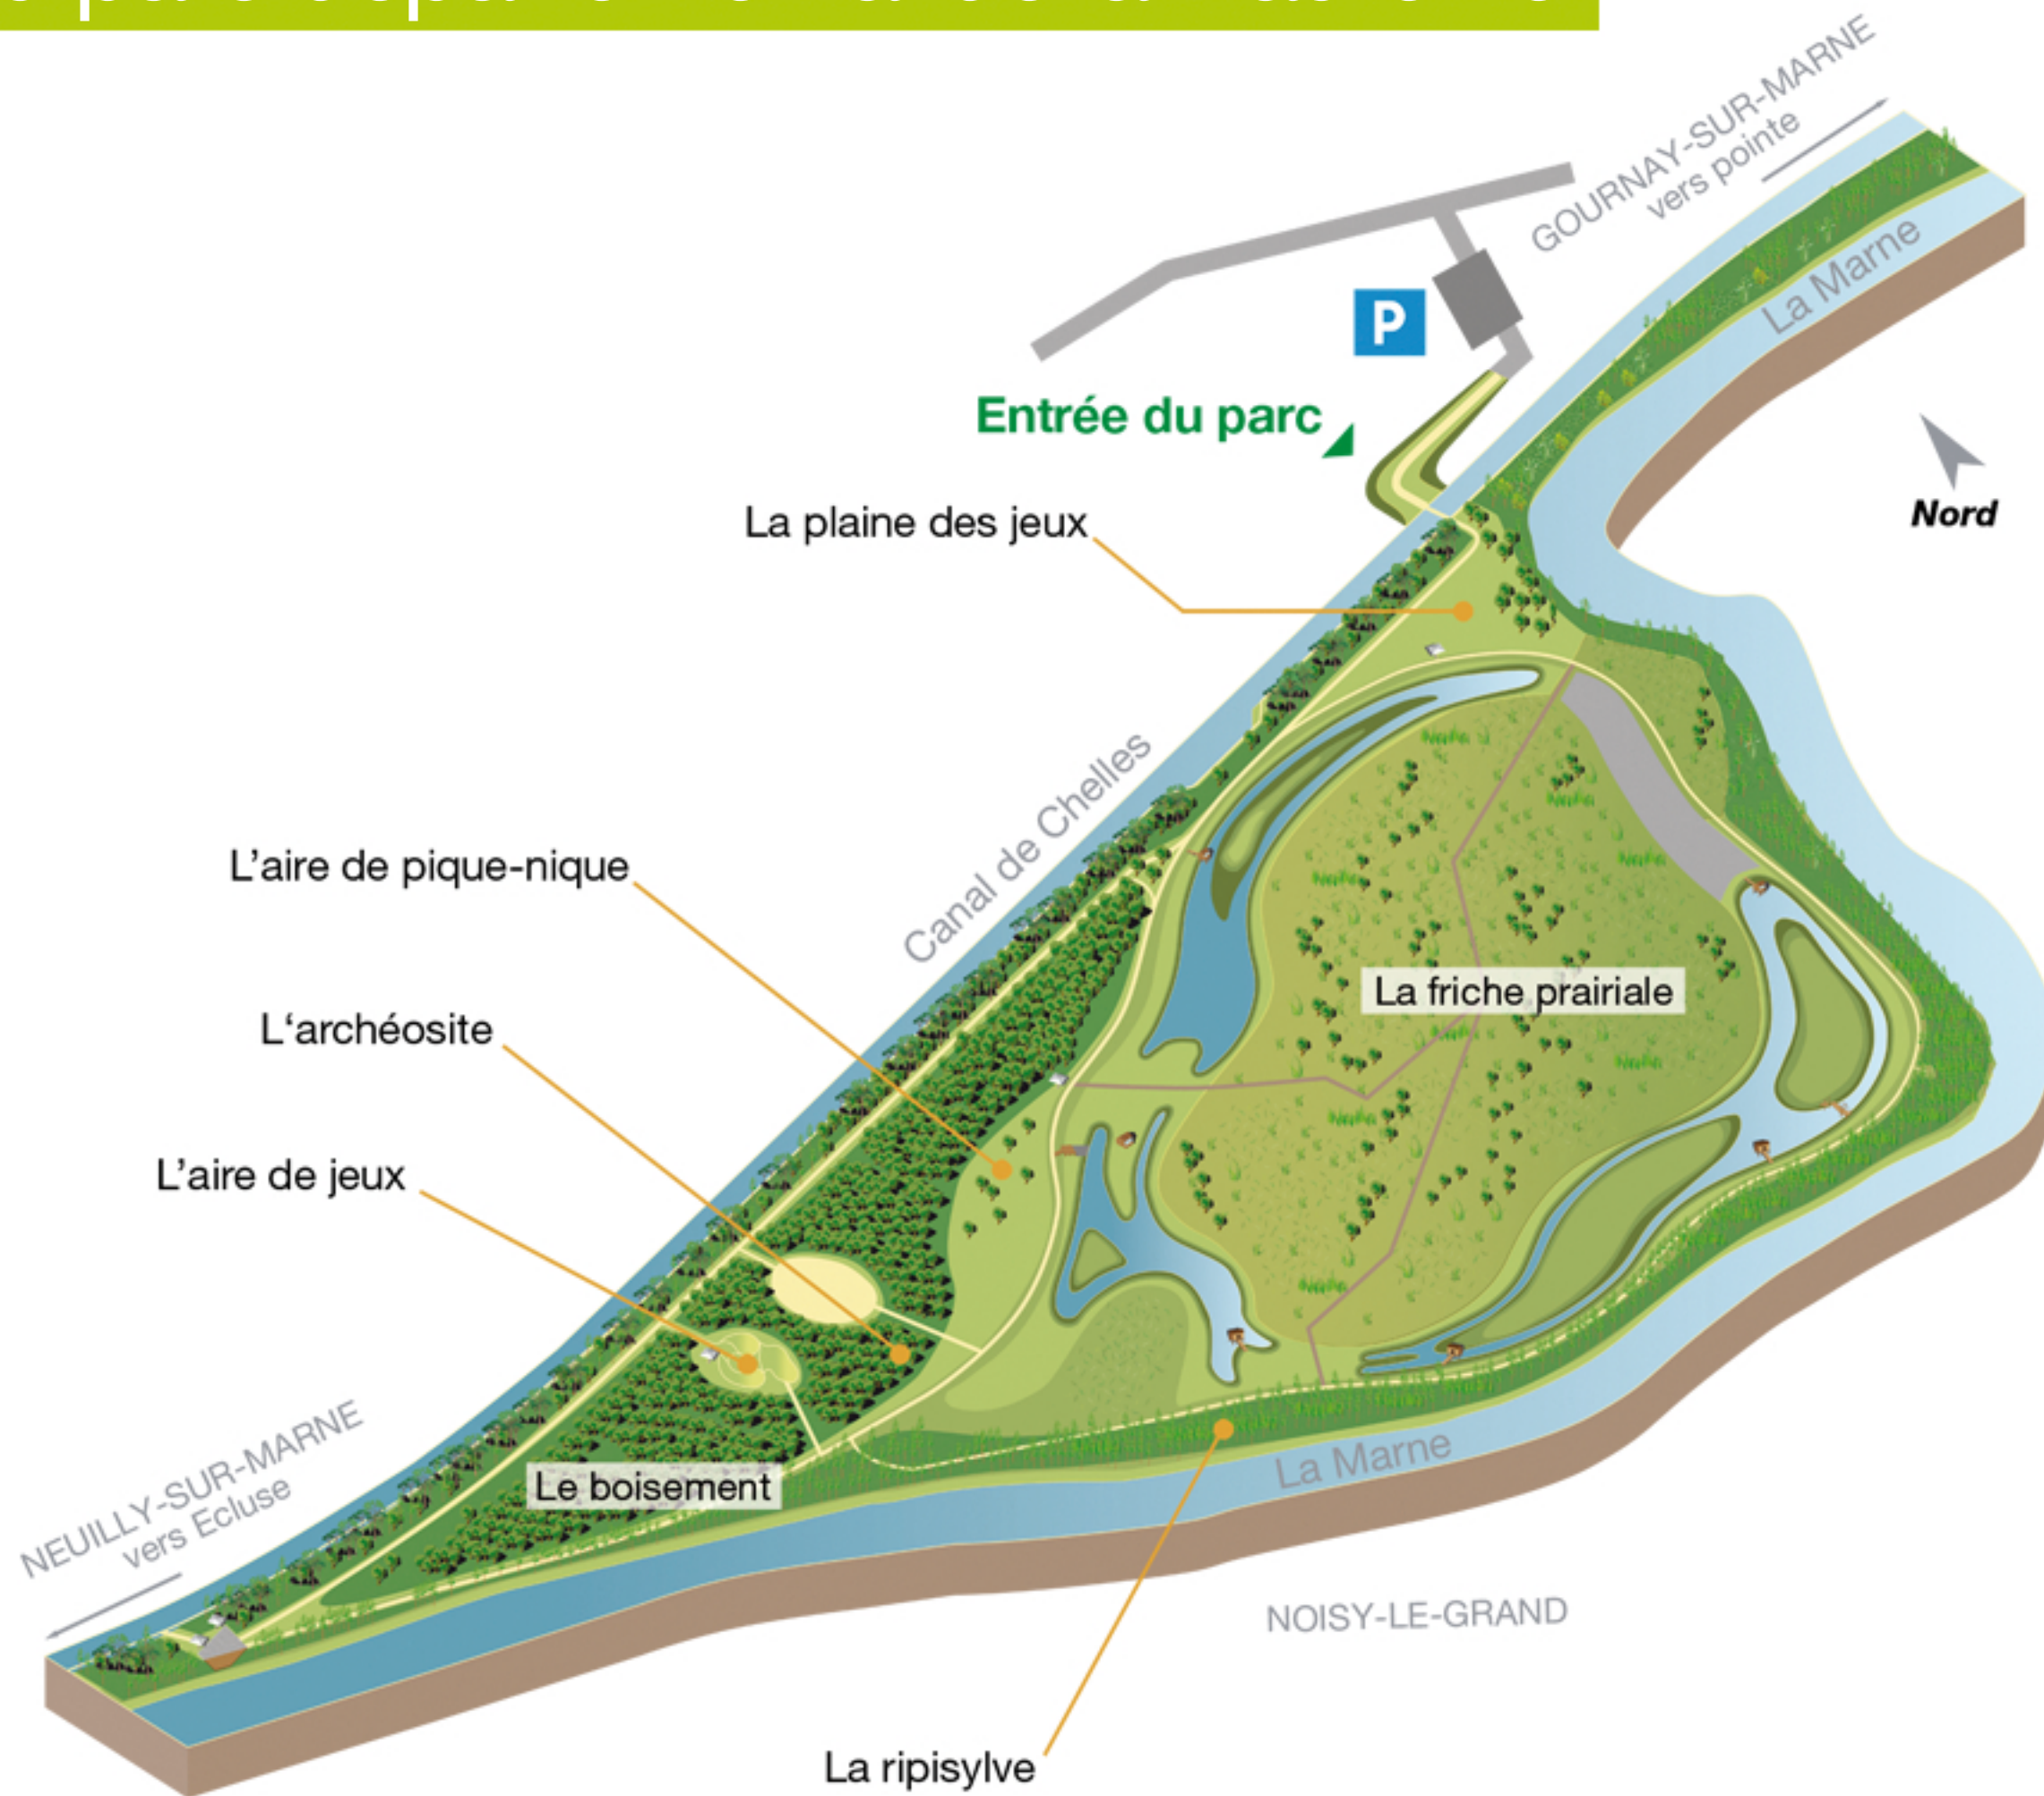 GOURNAY-SUR-MARNE
vers pointe
La Marne
P
Entrée du parc
Nord
La plaine des jeux
Canal de Chelles
L'aire de pique-nique
La friche prairiale
L‘archéosite
L'aire de jeux
NEUILLY-SUR-MARNE
vers Ecluse
Le boisement
La Marne
NOISY-LE-GRAND
La ripisylve